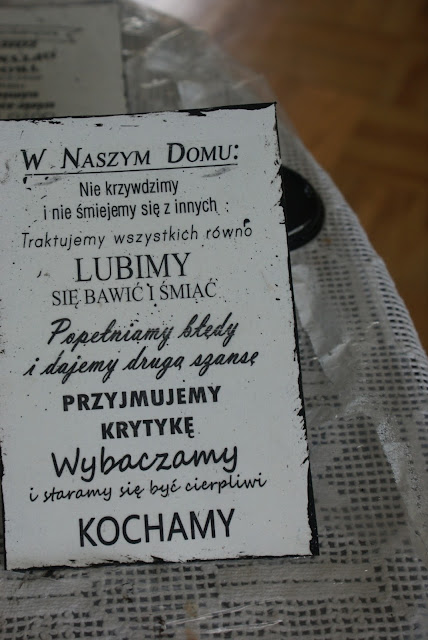 W NASZYM DOMU:
Nie krzywdzimy
i nie śmiejemy się z innych
Traktujemy wszystkich równo
LUBIMY
SIĘ BAWIĆ I ŚMIAĆ
Popełniamy błędy
i dajemy drugą szansę
PRZYJMUJEMY
KRYTYKĘ
Wybaczamy
i staramy się być cierpliwi
KOCHAMY